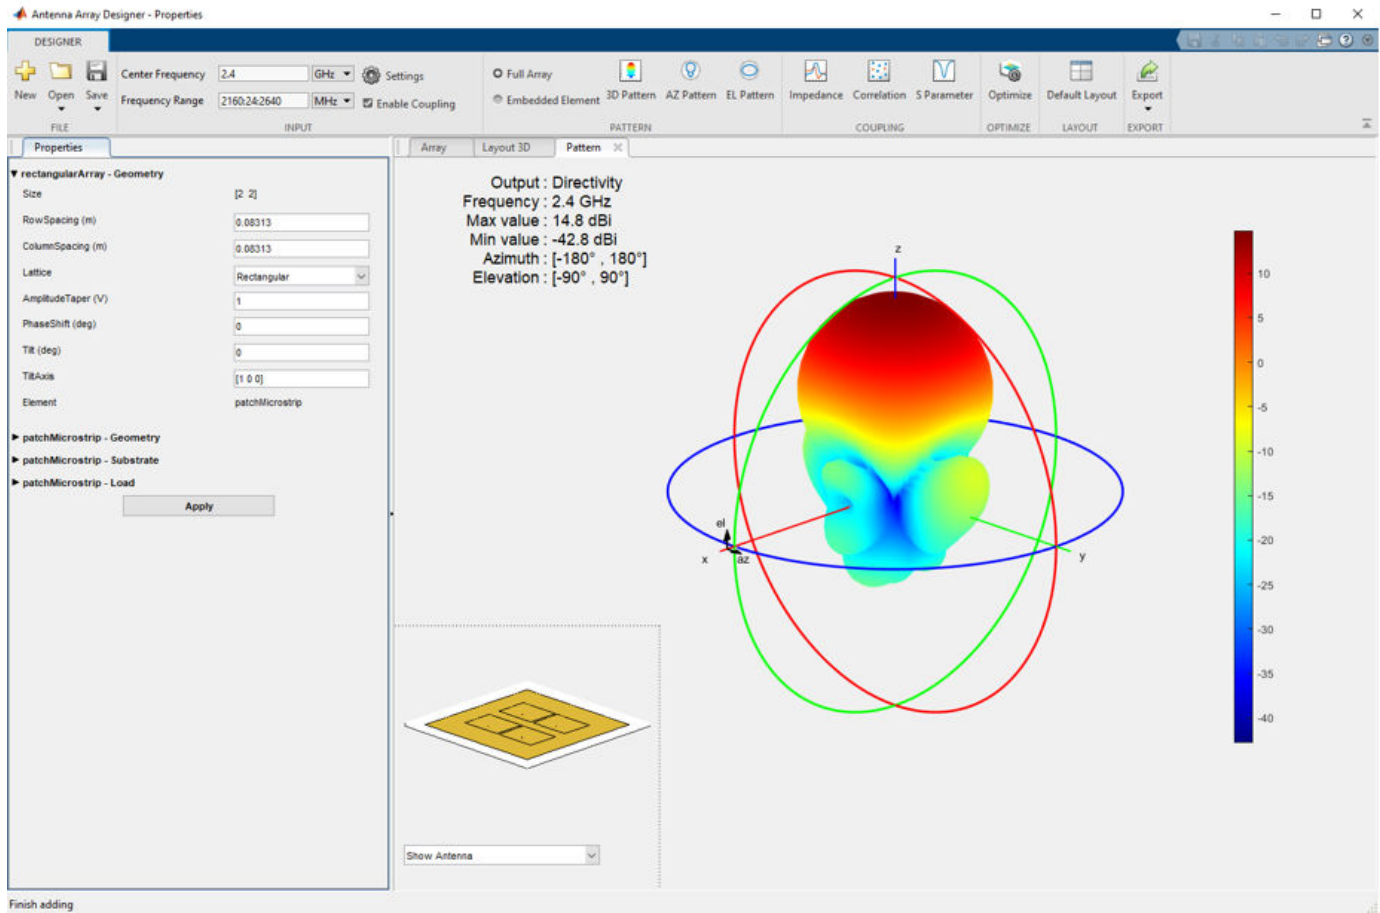 Antenna Array Designer - Properties
DESIGNER
New
Open
Save
FILE
Center Frequency 2.4 GHz
Frequency Range 2160:24:2640 MHz
Settings
Enable Coupling
INPUT
Full Array
Embedded Element
3D Pattern
AZ Pattern
EL Pattern
PATTERN
Impedance
Correlation
S Parameter
COUPLING
Optimize
OPTIMIZE
Default Layout
LAYOUT
Export
EXPORT
Properties
rectangularArray - Geometry
Size [2 2]
RowSpacing (m) 0.08313
ColumnSpacing (m) 0.08313
Lattice Rectangular
AmplitudeTaper (V) 1
PhaseShift (deg) 0
Tilt (deg) 0
TiltAxis [1 0 0]
Element patchMicrostrip
patchMicrostrip - Geometry
patchMicrostrip - Substrate
patchMicrostrip - Load
Apply
Array
Layout 3D
Pattern
Output : Directivity
Frequency : 2.4 GHz
Max value : 14.8 dBi
Min value : -42.8 dBi
Azimuth : [-180° , 180°]
Elevation : [-90° , 90°]
z
el
x
az
y
10
5
0
-5
-10
-15
-20
-25
-30
-35
-40
Show Antenna
Finish adding